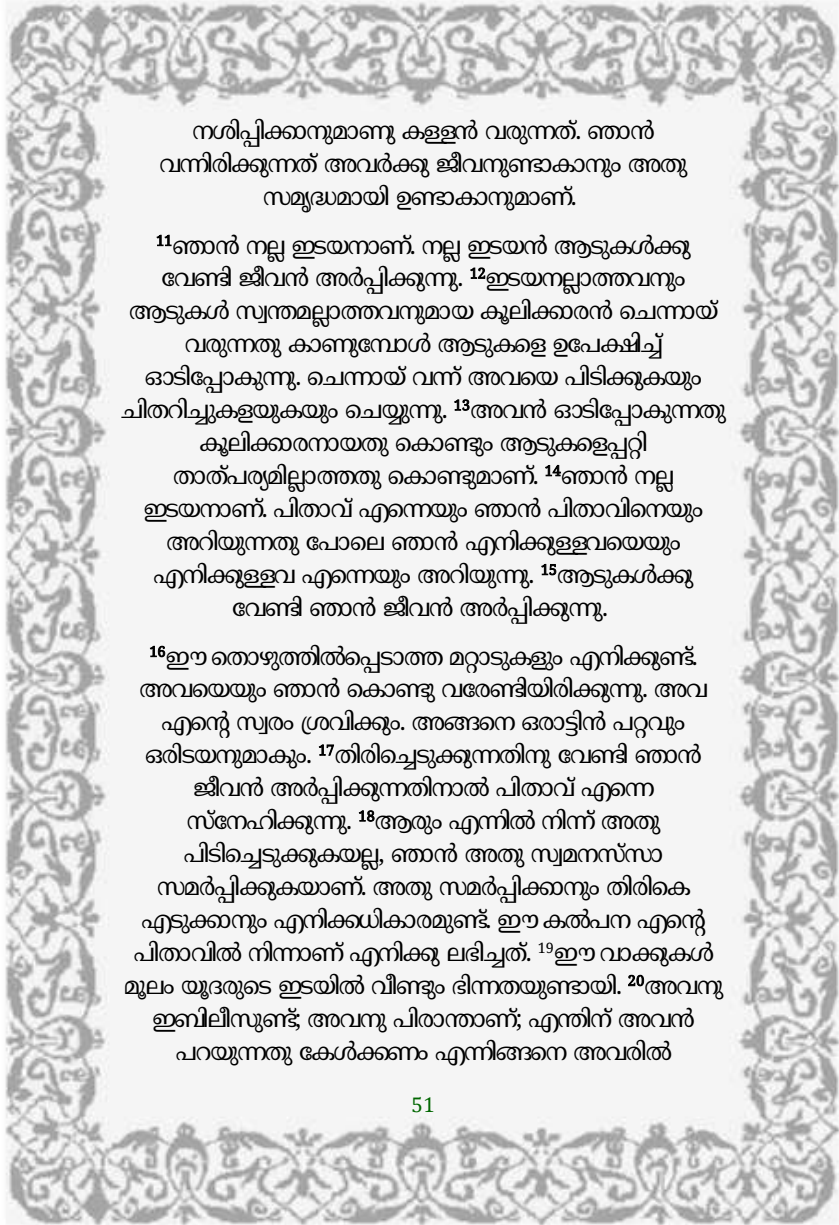 നശിപ്പിക്കാനുമാണു കള്ളൻ വരുന്നത്. ഞാൻ
വന്നിരിക്കുന്നത് അവർക്കു ജീവനുണ്ടാകാനും അതു
സമൃദ്ധമായി ഉണ്ടാകാനുമാണ്.
11ഞാൻ നല്ല ഇടയനാണ്. നല്ല ഇടയൻ ആടുകൾക്കു
വേണ്ടി ജീവൻ അർപ്പിക്കുന്നു. 12ഇടയനല്ലാത്തവനും
ആടുകൾ സ്വന്തമല്ലാത്തവനുമായ കൂലിക്കാരൻ ചെന്നായ്
വരുന്നതു കാണുമ്പോൾ ആടുകളെ ഉപേക്ഷിച്ച്
ഓടിപ്പോകുന്നു. ചെന്നായ് വന്ന് അവയെ പിടിക്കുകയും
ചിതറിച്ചുകളയുകയും ചെയ്യുന്നു. 13അവൻ ഓടിപ്പോകുന്നതു
കൂലിക്കാരനായതു കൊണ്ടും ആടുകളെപ്പറ്റി
താത്പര്യമില്ലാത്തതു കൊണ്ടുമാണ്. 14ഞാൻ നല്ല
ഇടയനാണ്. പിതാവ് എന്നെയും ഞാൻ പിതാവിനെയും
അറിയുന്നതു പോലെ ഞാൻ എനിക്കുള്ളവയെയും
എനിക്കുള്ളവ എന്നെയും അറിയുന്നു. 15ആടുകൾക്കു
വേണ്ടി ഞാൻ ജീവൻ അർപ്പിക്കുന്നു.
16ഈ തൊഴുത്തിൽപ്പെടാത്ത മറ്റാടുകളും എനിക്കുണ്ട്.
അവയെയും ഞാൻ കൊണ്ടു വരേണ്ടിയിരിക്കുന്നു. അവ
എന്റെ സ്വരം ശ്രവിക്കും. അങ്ങനെ ഒരാട്ടിൻ പറ്റവും
ഒരിടയനുമാകും. 17തിരിച്ചെടുക്കുന്നതിനു വേണ്ടി ഞാൻ
ജീവൻ അർപ്പിക്കുന്നതിനാൽ പിതാവ് എന്നെ
സ്നേഹിക്കുന്നു. 18ആരും എന്നിൽ നിന്ന് അതു
പിടിച്ചെടുക്കുകയല്ല, ഞാൻ അതു സ്വമനസ്സാ
സമർപ്പിക്കുകയാണ്. അതു സമർപ്പിക്കാനും തിരികെ
എടുക്കാനും എനിക്കധികാരമുണ്ട്. ഈ കൽപന എന്റെ
പിതാവിൽ നിന്നാണ് എനിക്കു ലഭിച്ചത്. 19ഈ വാക്കുകൾ
മൂലം യൂദരുടെ ഇടയിൽ വീണ്ടും ഭിന്നതയുണ്ടായി. 20അവനു
ഇബിലീസുണ്ട്; അവനു പിരാന്താണ്; എന്തിന് അവൻ
പറയുന്നതു കേൾക്കണം എന്നിങ്ങനെ അവരിൽ
51